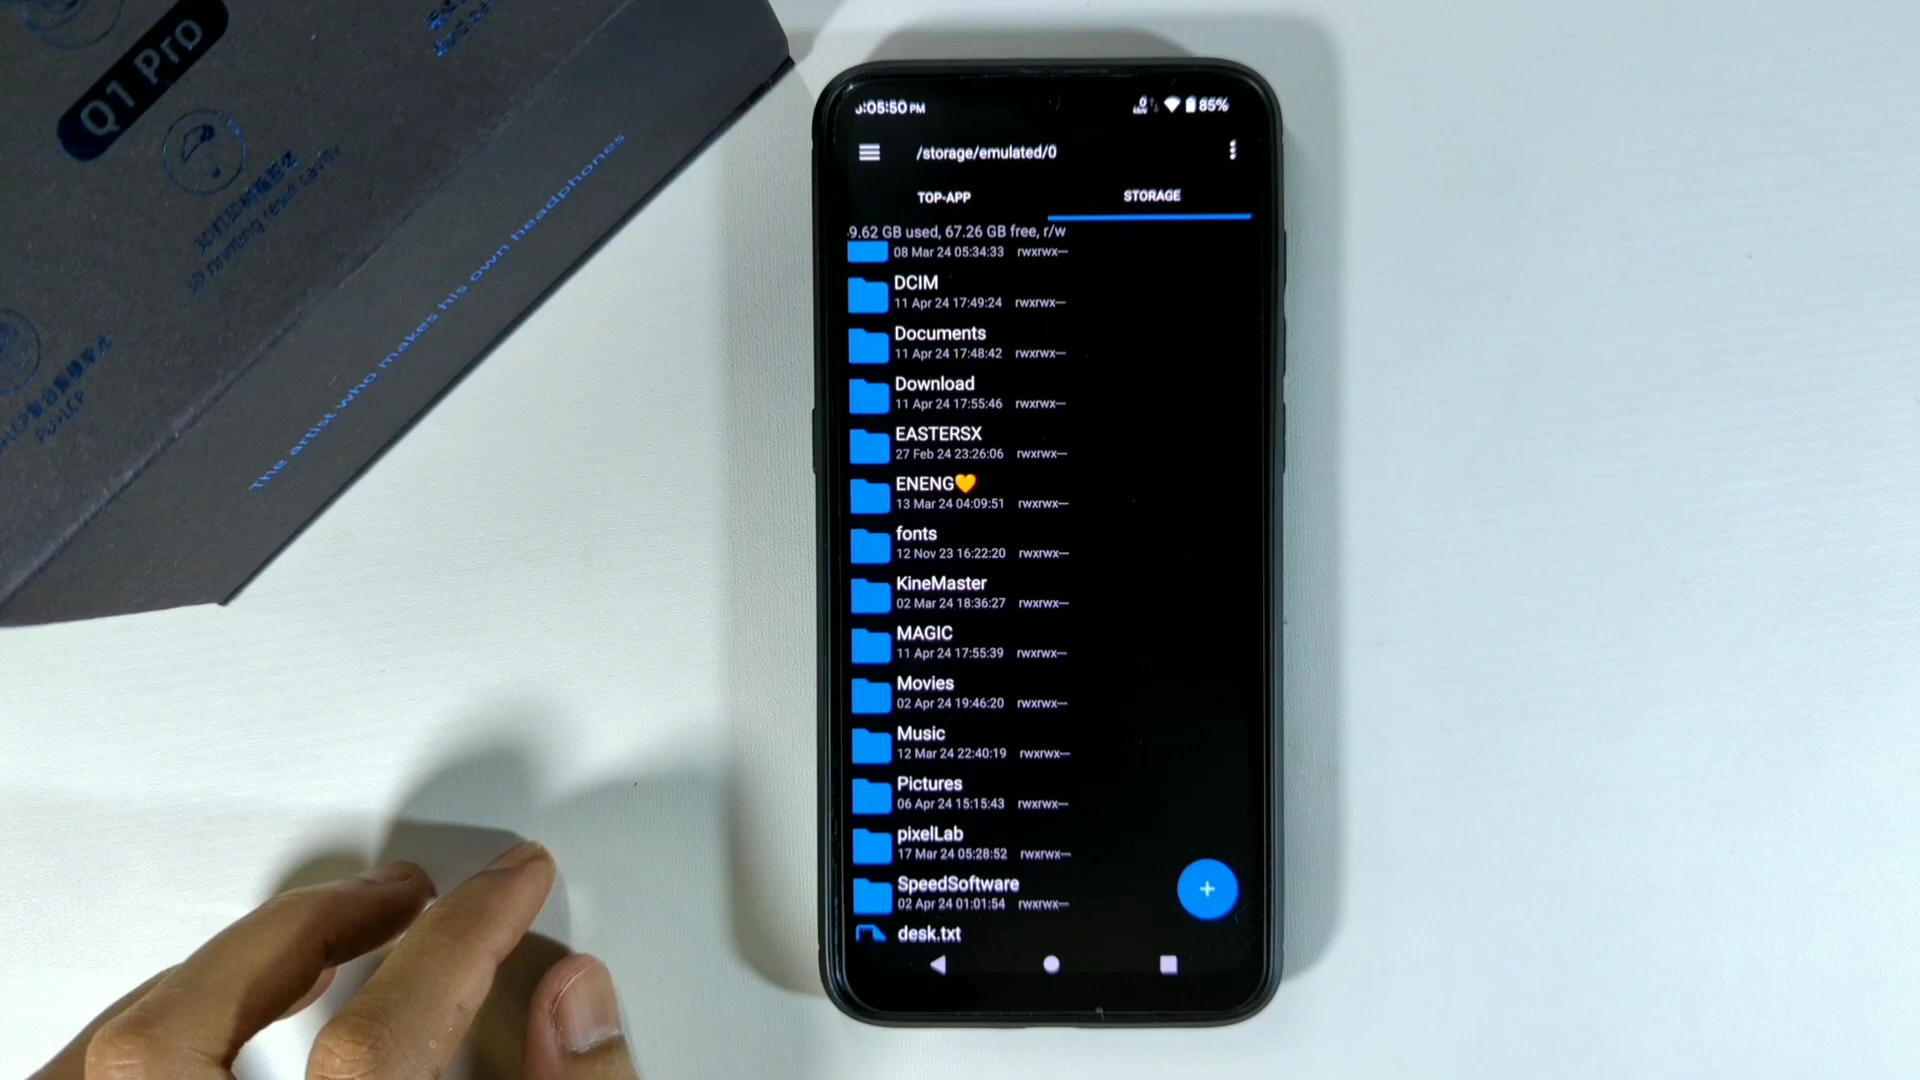 Q1 Pro
3D printing reset cavity
PU+LCP
The artist who makes his own headphones
:05:50 PM
85%
/storage/emulated/0
TOP-APP
STORAGE
9.62 GB used, 67.26 GB free, r/w
08 Mar 24 05:34:33 rwxrwx---
DCIM
11 Apr 24 17:49:24 rwxrwx---
Documents
11 Apr 24 17:48:42 rwxrwx---
Download
11 Apr 24 17:55:46 rwxrwx---
EASTERSX
27 Feb 24 23:26:06 rwxrwx---
ENENG💛
13 Mar 24 04:09:51 rwxrwx---
fonts
12 Nov 23 16:22:20 rwxrwx---
KineMaster
02 Mar 24 18:36:27 rwxrwx---
MAGIC
11 Apr 24 17:55:39 rwxrwx---
Movies
02 Apr 24 19:46:20 rwxrwx---
Music
12 Mar 24 22:40:19 rwxrwx---
Pictures
06 Apr 24 15:15:43 rwxrwx---
pixelLab
17 Mar 24 05:28:52 rwxrwx---
SpeedSoftware
02 Apr 24 01:01:54 rwxrwx---
desk.txt